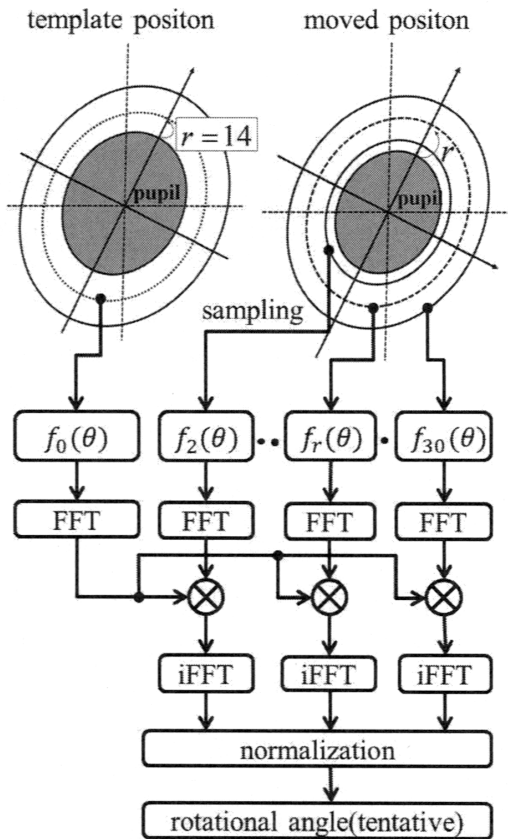 template positon
moved positon
r = 14
r
pupil
pupil
sampling
f₀(θ)
f₂(θ)
··
fᵣ(θ)
·
f₃₀(θ)
FFT
FFT
FFT
FFT
iFFT
iFFT
iFFT
normalization
rotational angle(tentative)